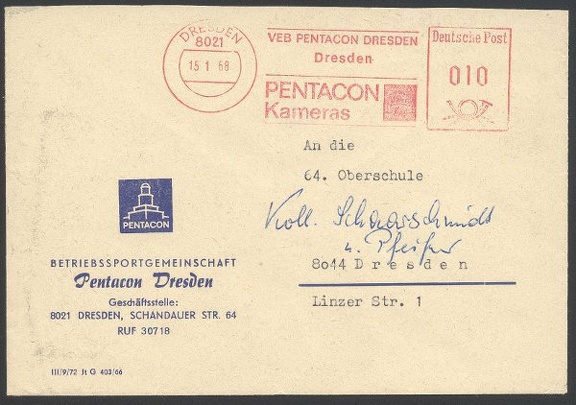 DRESDEN
8021
15 1 68
VEB PENTACON DRESDEN
Dresden
PENTACON
Kameras
Deutsche Post
010
An die
64. Oberschule
Koll. Schaarschmidt
u. Pfeifer
8o44 Dresden
Linzer Str. 1
PENTACON
BETRIEBSSPORTGEMEINSCHAFT
Pentacon Dresden
Geschäftsstelle:
8021 DRESDEN, SCHANDAUER STR. 64
RUF 30718
III/9/72 Jt G 403/66